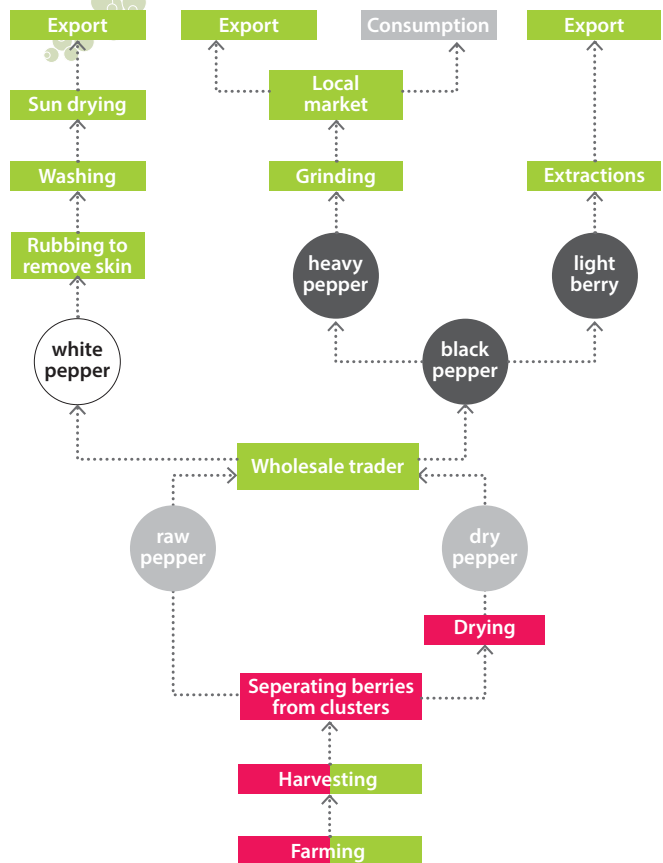 Export
Export
Consumption
Export
Local
market
Sun drying
Washing
Grinding
Extractions
Rubbing to
remove skin
heavy
pepper
light
berry
white
pepper
black
pepper
Wholesale trader
raw
pepper
dry
pepper
Drying
Seperating berries
from clusters
Harvesting
Farming